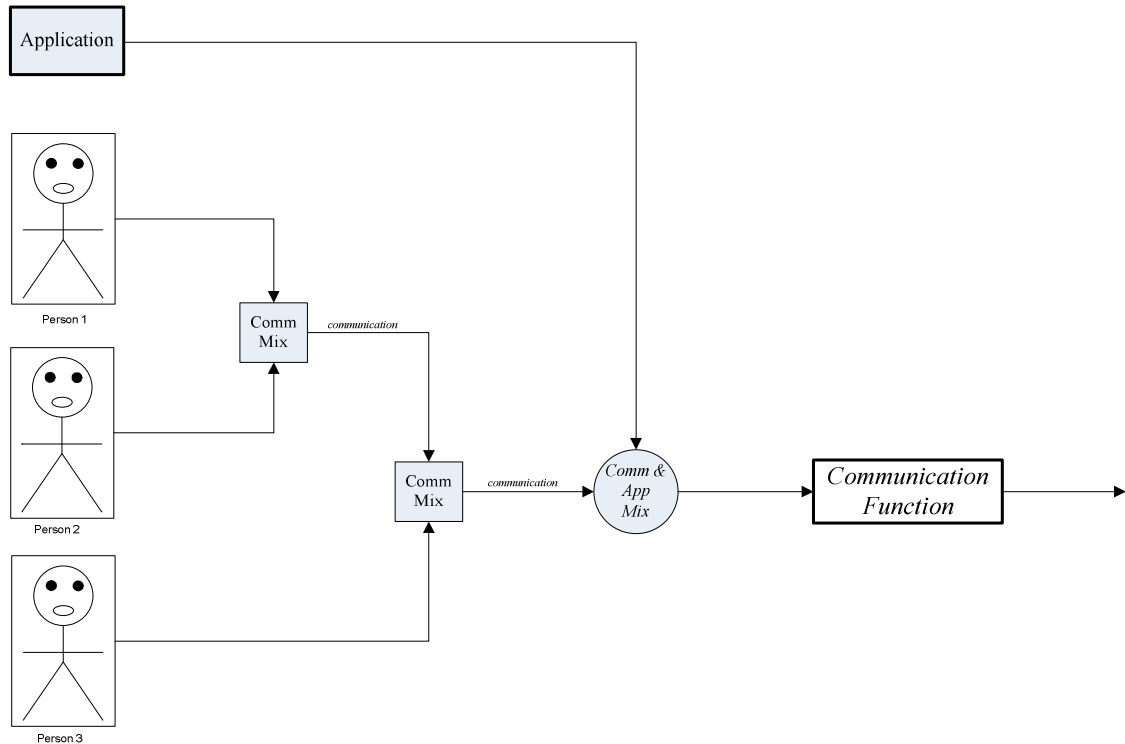 Application
Person 1
Comm
Mix
communication
Person 2
Comm
Mix
communication
Comm &
App
Mix
Communication
Function
Person 3